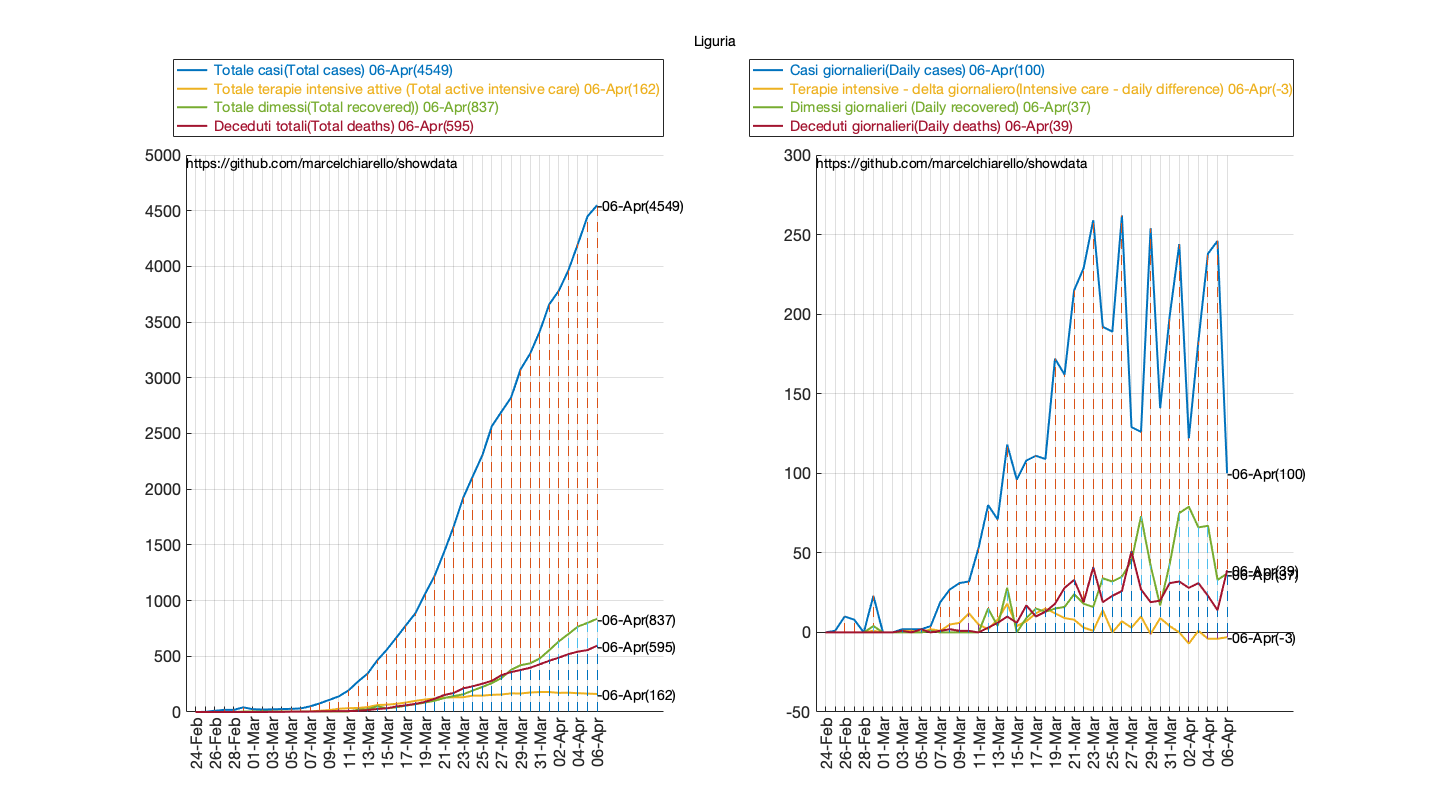 Liguria
Totale casi(Total cases) 06-Apr(4549)
Totale terapie intensive attive (Total active intensive care) 06-Apr(162)
Totale dimessi(Total recovered)) 06-Apr(837)
Deceduti totali(Total deaths) 06-Apr(595)
https://github.com/marcelchiarello/showdata
5000
4500
4000
3500
3000
2500
2000
1500
1000
500
0
-06-Apr(4549)
-06-Apr(837)
-06-Apr(595)
-06-Apr(162)
24-Feb
26-Feb
28-Feb
01-Mar
03-Mar
05-Mar
07-Mar
09-Mar
11-Mar
13-Mar
15-Mar
17-Mar
19-Mar
21-Mar
23-Mar
25-Mar
27-Mar
29-Mar
31-Mar
02-Apr
04-Apr
06-Apr
Casi giornalieri(Daily cases) 06-Apr(100)
Terapie intensive - delta giornaliero(Intensive care - daily difference) 06-Apr(-3)
Dimessi giornalieri (Daily recovered) 06-Apr(37)
Deceduti giornalieri(Daily deaths) 06-Apr(39)
https://github.com/marcelchiarello/showdata
300
250
200
150
100
50
0
-50
-06-Apr(100)
-06-Apr(39)
-06-Apr(37)
-06-Apr(-3)
24-Feb
26-Feb
28-Feb
01-Mar
03-Mar
05-Mar
07-Mar
09-Mar
11-Mar
13-Mar
15-Mar
17-Mar
19-Mar
21-Mar
23-Mar
25-Mar
27-Mar
29-Mar
31-Mar
02-Apr
04-Apr
06-Apr